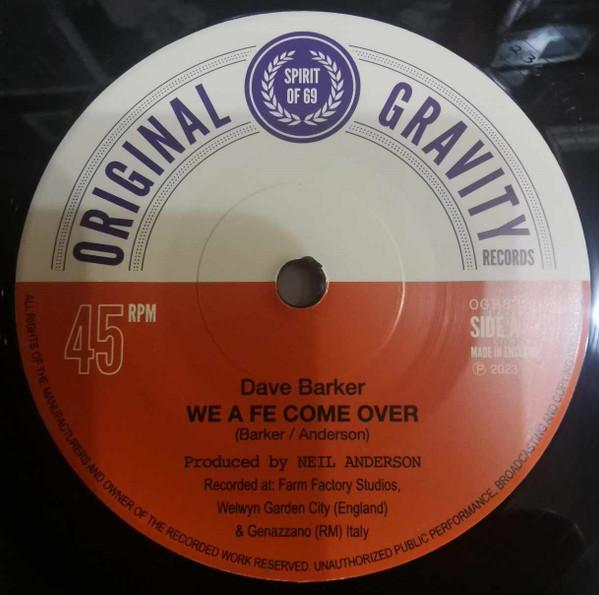 ORIGINAL GRAVITY
RECORDS
SPIRIT
OF 69
45 RPM
SIDE A
MADE IN ENGLAND
℗ 2023
Dave Barker
WE A FE COME OVER
(Barker / Anderson)
Produced by NEIL ANDERSON
Recorded at: Farm Factory Studios,
Welwyn Garden City (England)
& Genazzano (RM) Italy
ALL RIGHTS OF THE MANUFACTURERS AND OWNER OF THE RECORDED WORK RESERVED. UNAUTHORIZED PUBLIC PERFORMANCE, BROADCASTING AND COPYING